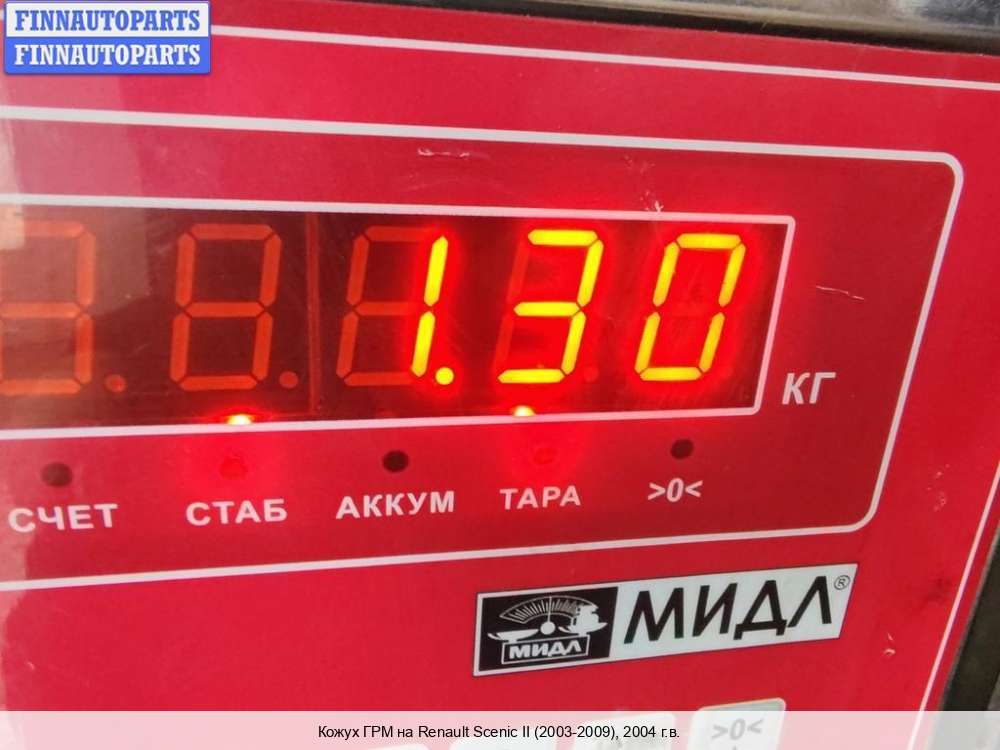 FINNAUTOPARTS
FINNAUTOPARTS
1.30
КГ
СЧЕТ СТАБ АККУМ ТАРА >0<
МИДЛ МИДЛ®
>0<
Кожух ГРМ на Renault Scenic II (2003-2009), 2004 г.в.